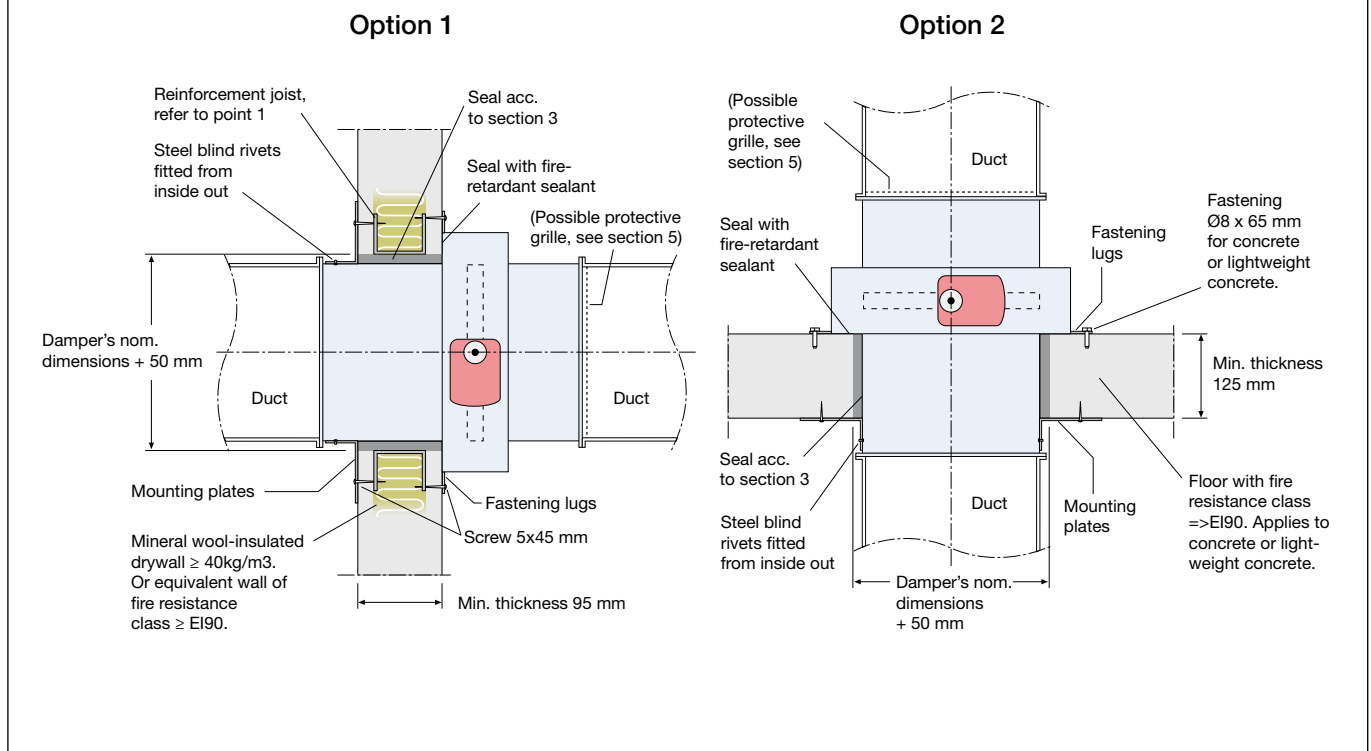 Option 1
Reinforcement joist,
refer to point 1
Seal acc.
to section 3
Steel blind rivets
fitted from
inside out
Seal with fire-
retardant sealant
(Possible protective
grille, see section 5)
Damper's nom.
dimensions + 50 mm
Duct
Duct
Mounting plates
Fastening lugs
Screw 5x45 mm
Mineral wool-insulated
drywall ≥ 40kg/m3.
Or equivalent wall of
fire resistance
class ≥ EI90.
Min. thickness 95 mm
Option 2
(Possible
protective
grille, see
section 5)
Duct
Seal with
fire-retardant
sealant
Fastening
lugs
Fastening
Ø8 x 65 mm
for concrete
or lightweight
concrete.
Min. thickness
125 mm
Seal acc.
to section 3
Steel blind
rivets fitted
from inside out
Duct
Mounting
plates
Floor with fire
resistance class
=>EI90. Applies to
concrete or light-
weight concrete.
Damper's nom.
dimensions
+ 50 mm